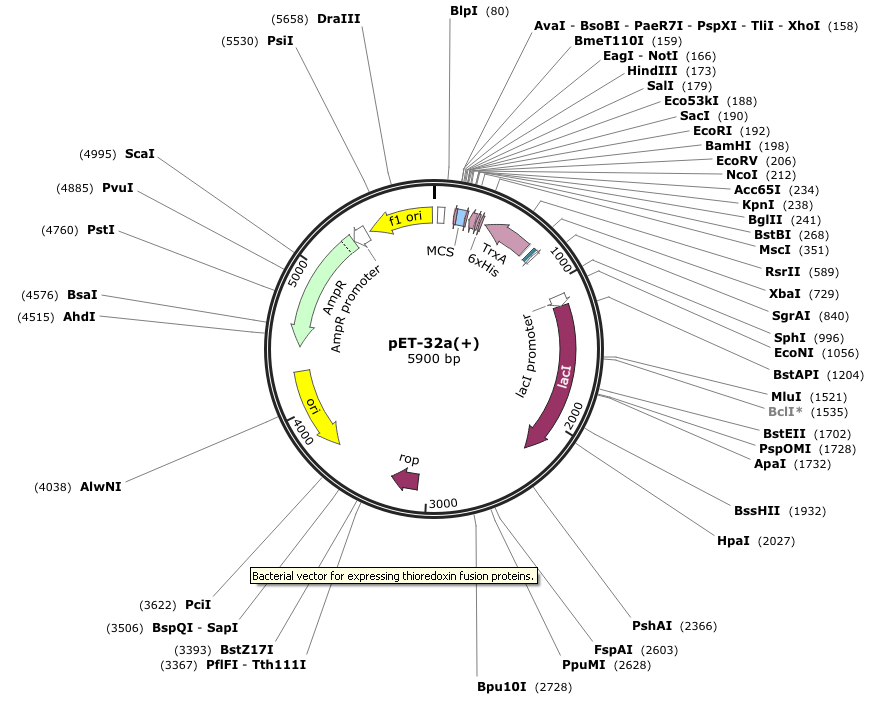 BlpI (80)
AvaI - BsoBI - PaeR7I - PspXI - TliI - XhoI (158)
BmeT110I (159)
EagI - NotI (166)
HindIII (173)
SalI (179)
Eco53kI (188)
SacI (190)
EcoRI (192)
BamHI (198)
EcoRV (206)
NcoI (212)
Acc65I (234)
KpnI (238)
BglII (241)
BstBI (268)
MscI (351)
RsrII (589)
XbaI (729)
SgrAI (840)
SphI (996)
EcoNI (1056)
BstAPI (1204)
MluI (1521)
BclI* (1535)
BstEII (1702)
PspOMI (1728)
ApaI (1732)
BssHII (1932)
HpaI (2027)
PshAI (2366)
FspAI (2603)
PpuMI (2628)
Bpu10I (2728)
(3367) PflFI - Tth111I
(3393) BstZ17I
(3506) BspQI - SapI
(3622) PciI
(4038) AlwNI
(4515) AhdI
(4576) BsaI
(4760) PstI
(4885) PvuI
(4995) ScaI
(5530) PsiI
(5658) DraIII
f1 ori
MCS
6xHis
TrxA
1000
lacI promoter
lacI
2000
3000
rop
ori
4000
AmpR
AmpR promoter
5000
pET-32a(+)
5900 bp
Bacterial vector for expressing thioredoxin fusion proteins.